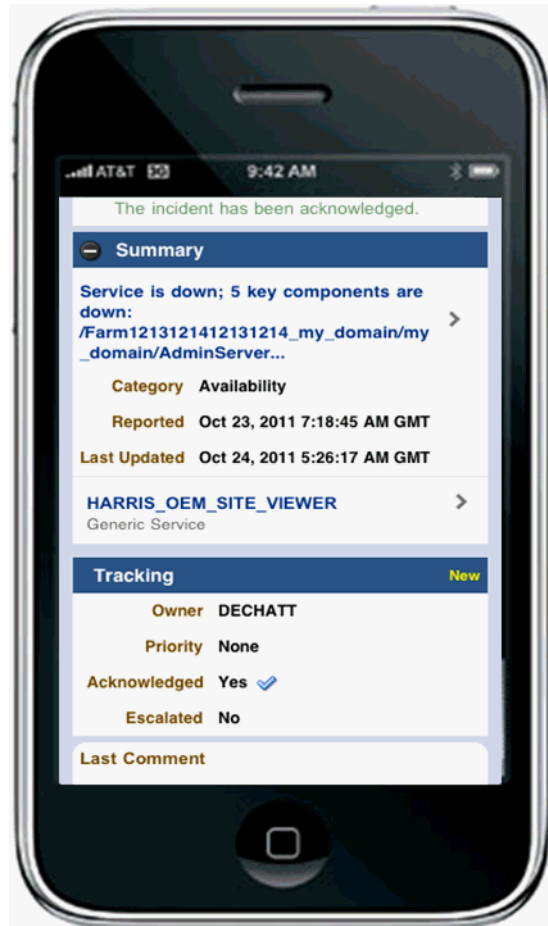 AT&T 3G 9:42 AM
The incident has been acknowledged.
Summary
Service is down; 5 key components are
down:
/Farm1213121412131214_my_domain/my
_domain/AdminServer...
Category Availability
Reported Oct 23, 2011 7:18:45 AM GMT
Last Updated Oct 24, 2011 5:26:17 AM GMT
HARRIS_OEM_SITE_VIEWER
Generic Service
Tracking New
Owner DECHATT
Priority None
Acknowledged Yes
Escalated No
Last Comment